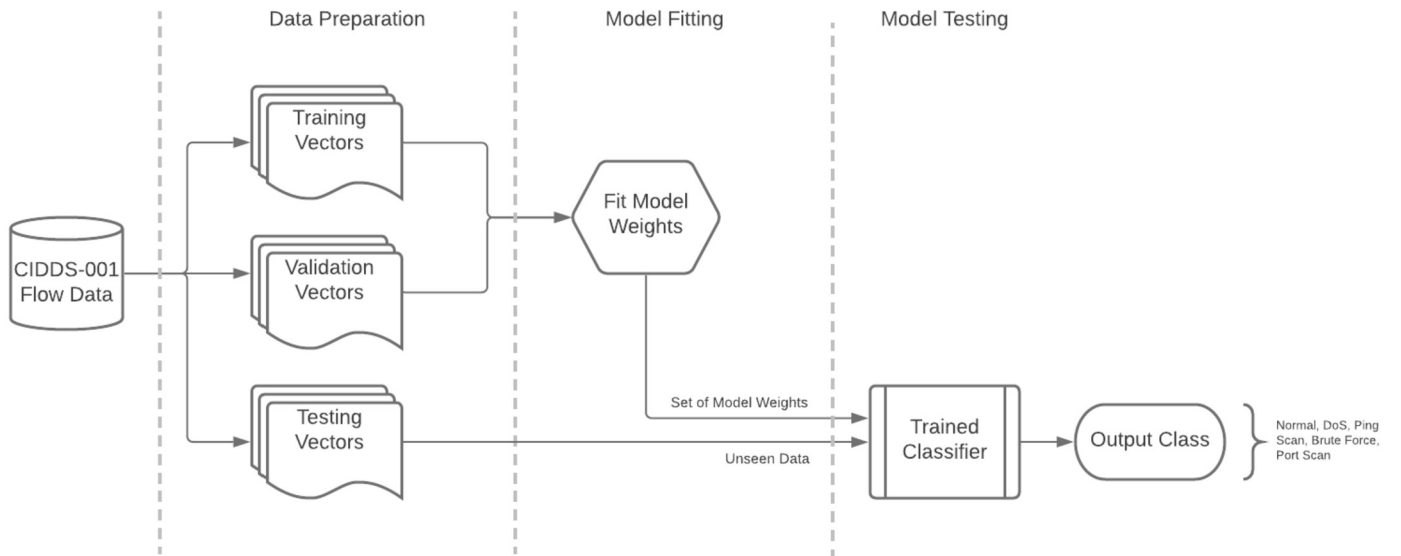 Data Preparation
Model Fitting
Model Testing
Training
Vectors
CIDDS-001
Flow Data
Validation
Vectors
Testing
Vectors
Fit Model
Weights
Set of Model Weights
Unseen Data
Trained
Classifier
Output Class
Normal, DoS, Ping
Scan, Brute Force,
Port Scan